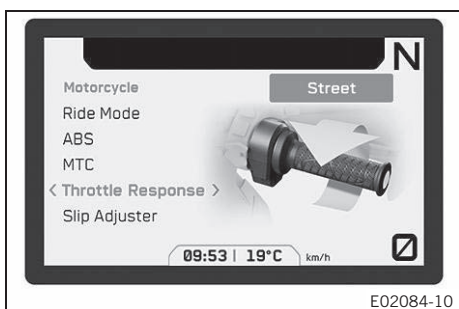 N
Motorcycle Street
Ride Mode
ABS
MTC
< Throttle Response >
Slip Adjuster
09:53 | 19°C km/h
0
E02084-10